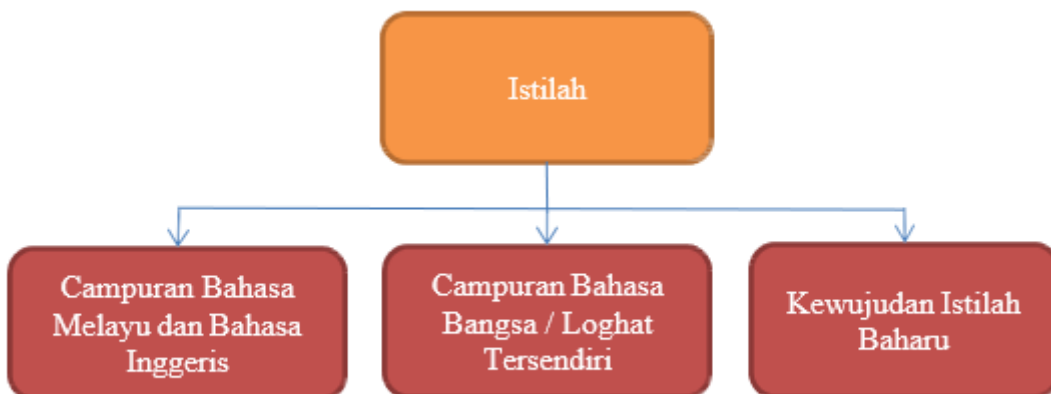 Istilah
Campuran Bahasa
Melayu dan Bahasa
Inggeris
Campuran Bahasa
Bangsa / Loghat
Tersendiri
Kewujudan Istilah
Baharu